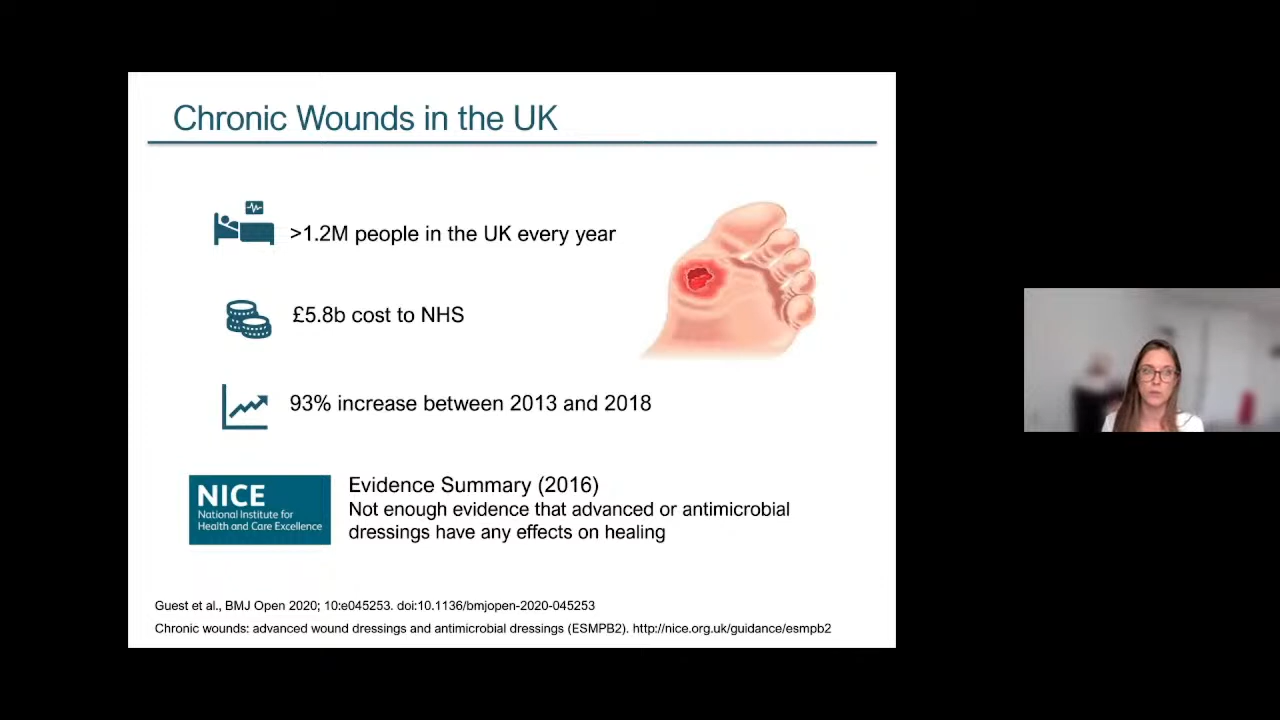 Chronic Wounds in the UK
>1.2M people in the UK every year
£5.8b cost to NHS
93% increase between 2013 and 2018
NICE
National Institute for
Health and Care Excellence
Evidence Summary (2016)
Not enough evidence that advanced or antimicrobial
dressings have any effects on healing
Guest et al., BMJ Open 2020; 10:e045253. doi:10.1136/bmjopen-2020-045253
Chronic wounds: advanced wound dressings and antimicrobial dressings (ESMPB2). http://nice.org.uk/guidance/esmpb2